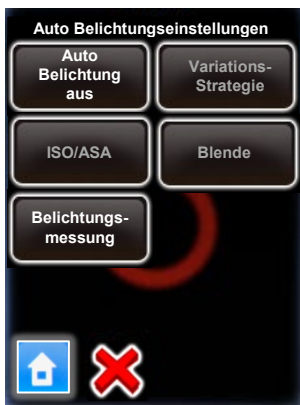 Auto Belichtungseinstellungen
Auto
Belichtung
aus
Variations-
Strategie
ISO/ASA
Blende
Belichtungs-
messung